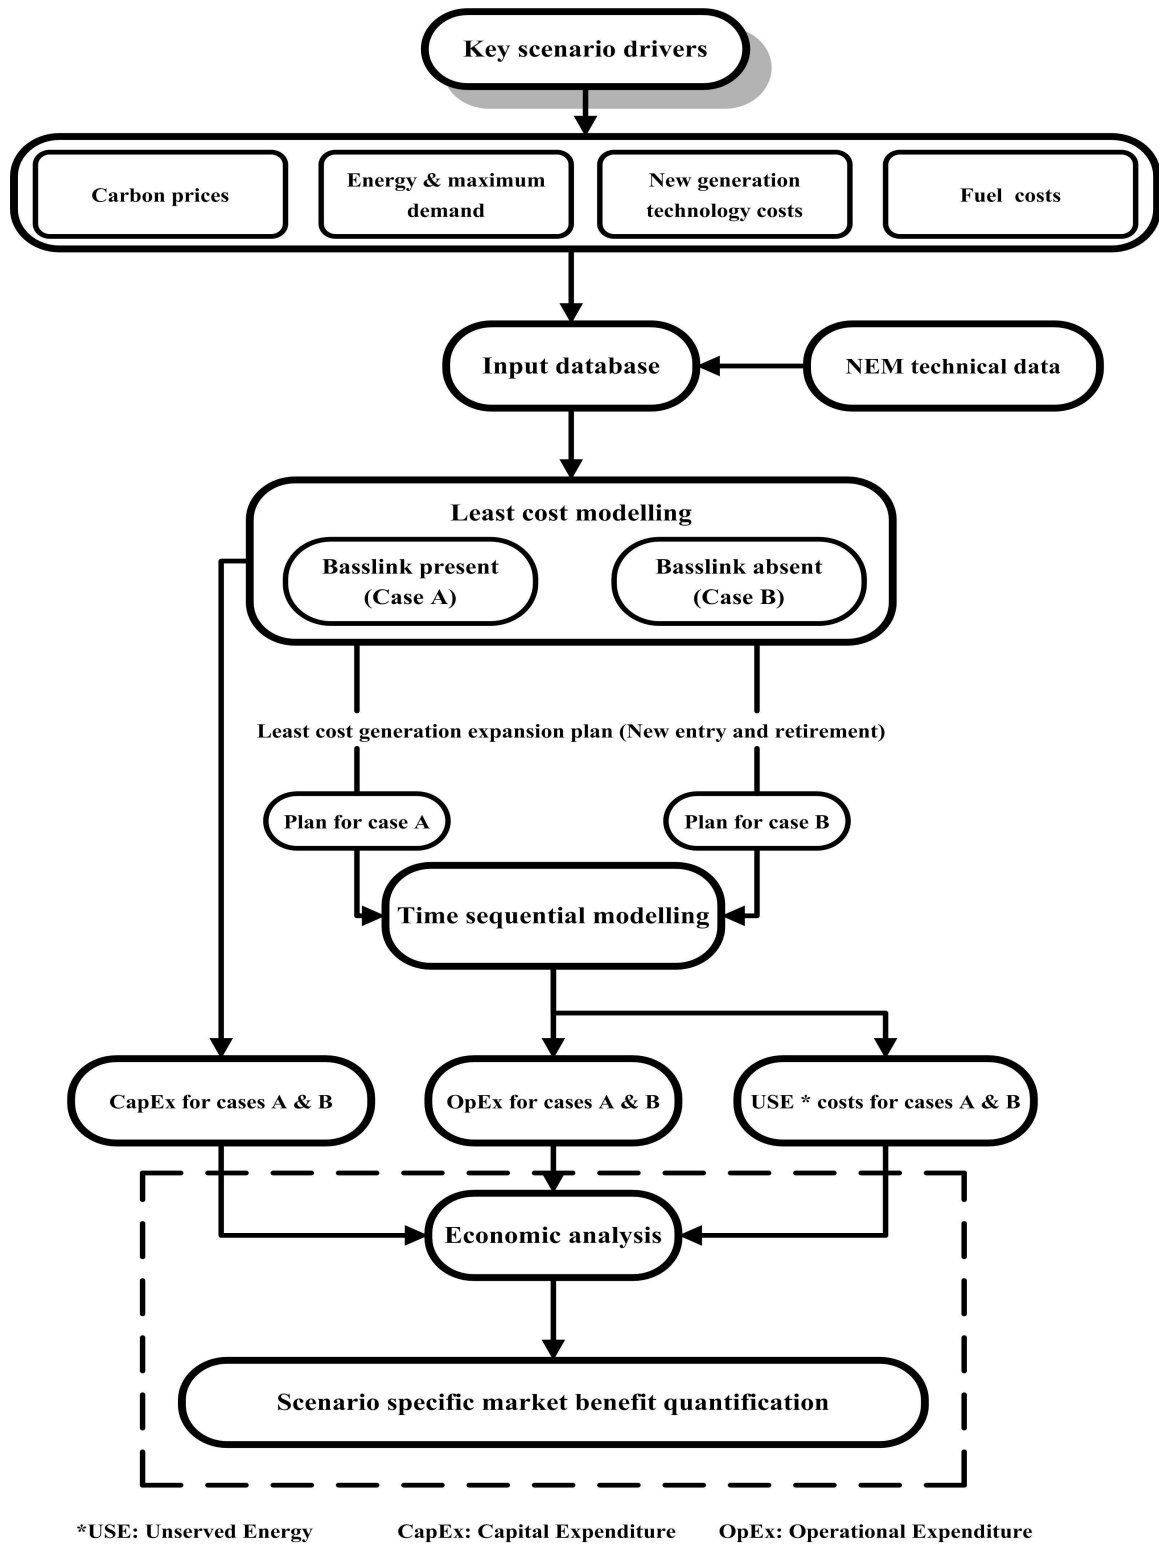 Key scenario drivers
Carbon prices
Energy & maximum
demand
New generation
technology costs
Fuel costs
Input database
NEM technical data
Least cost modelling
Basslink present
(Case A)
Basslink absent
(Case B)
Least cost generation expansion plan (New entry and retirement)
Plan for case A
Plan for case B
Time sequential modelling
CapEx for cases A & B
OpEx for cases A & B
USE * costs for cases A & B
Economic analysis
Scenario specific market benefit quantification
*USE: Unserved Energy
CapEx: Capital Expenditure
OpEx: Operational Expenditure